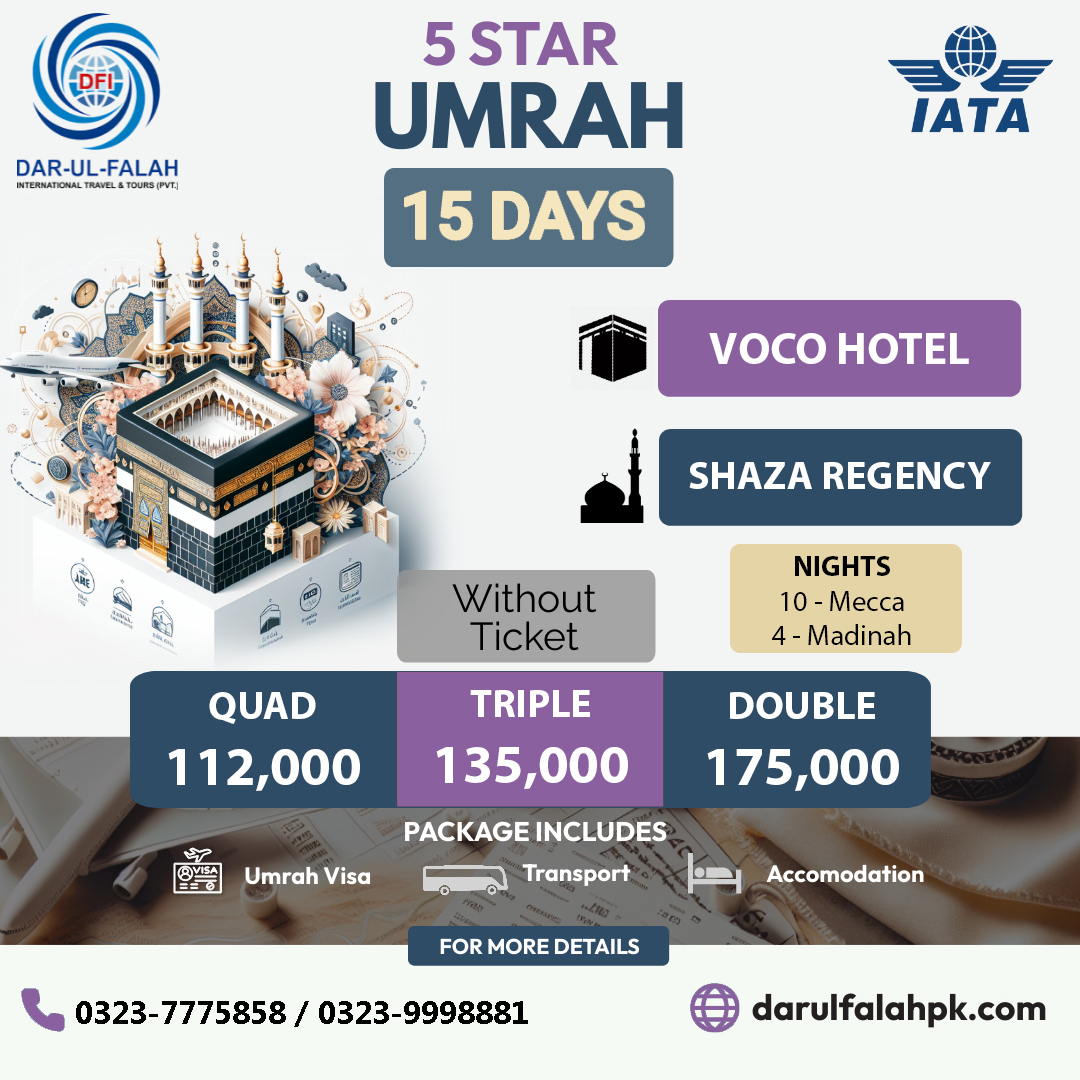 DFI
DAR-UL-FALAH
INTERNATIONAL TRAVEL & TOURS (PVT.)
5 STAR
UMRAH
15 DAYS
IATA
VOCO HOTEL
SHAZA REGENCY
NIGHTS
10 - Mecca
4 - Madinah
Without
Ticket
QUAD
112,000
TRIPLE
135,000
DOUBLE
175,000
PACKAGE INCLUDES
VISA
Umrah Visa
Transport
Accomodation
FOR MORE DETAILS
0323-7775858 / 0323-9998881
darulfalahpk.com